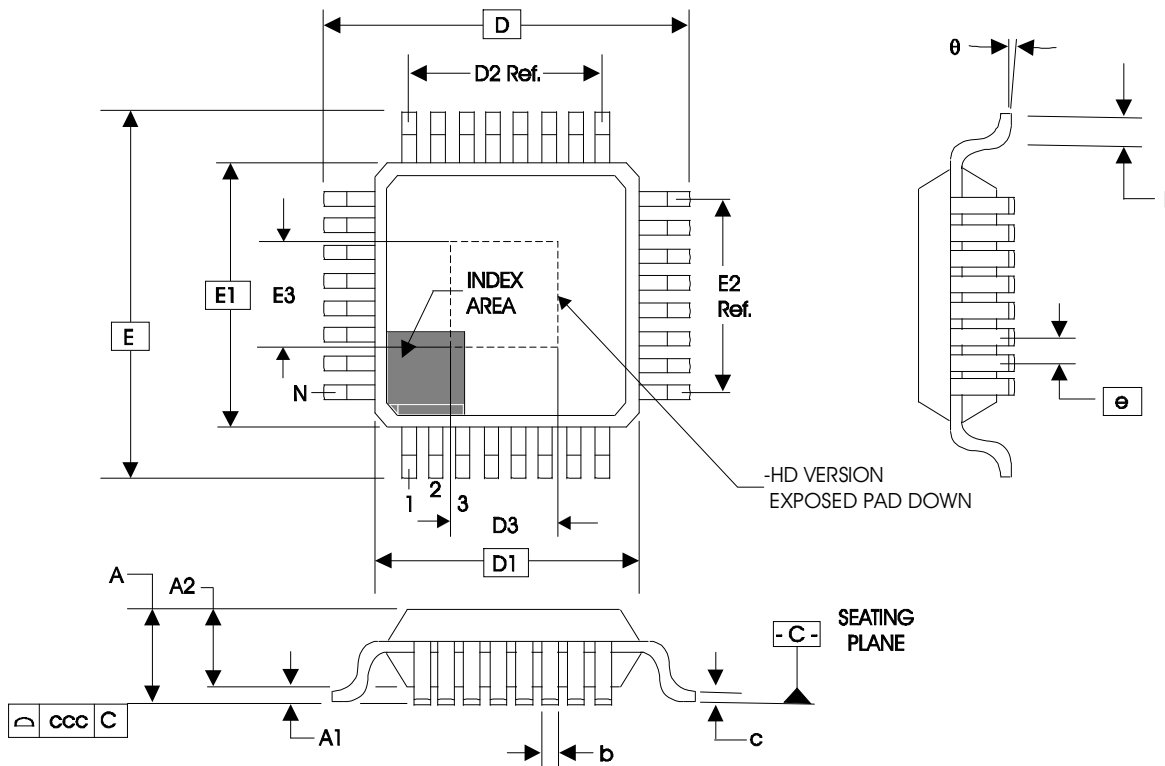 D
θ
D2 Ref.
E1
E3
INDEX
AREA
E2
Ref.
E
N
e
1
2
3
-HD VERSION
EXPOSED PAD DOWN
D3
D1
A
A2
- C -
SEATING
PLANE
ccc C
A1
b
c